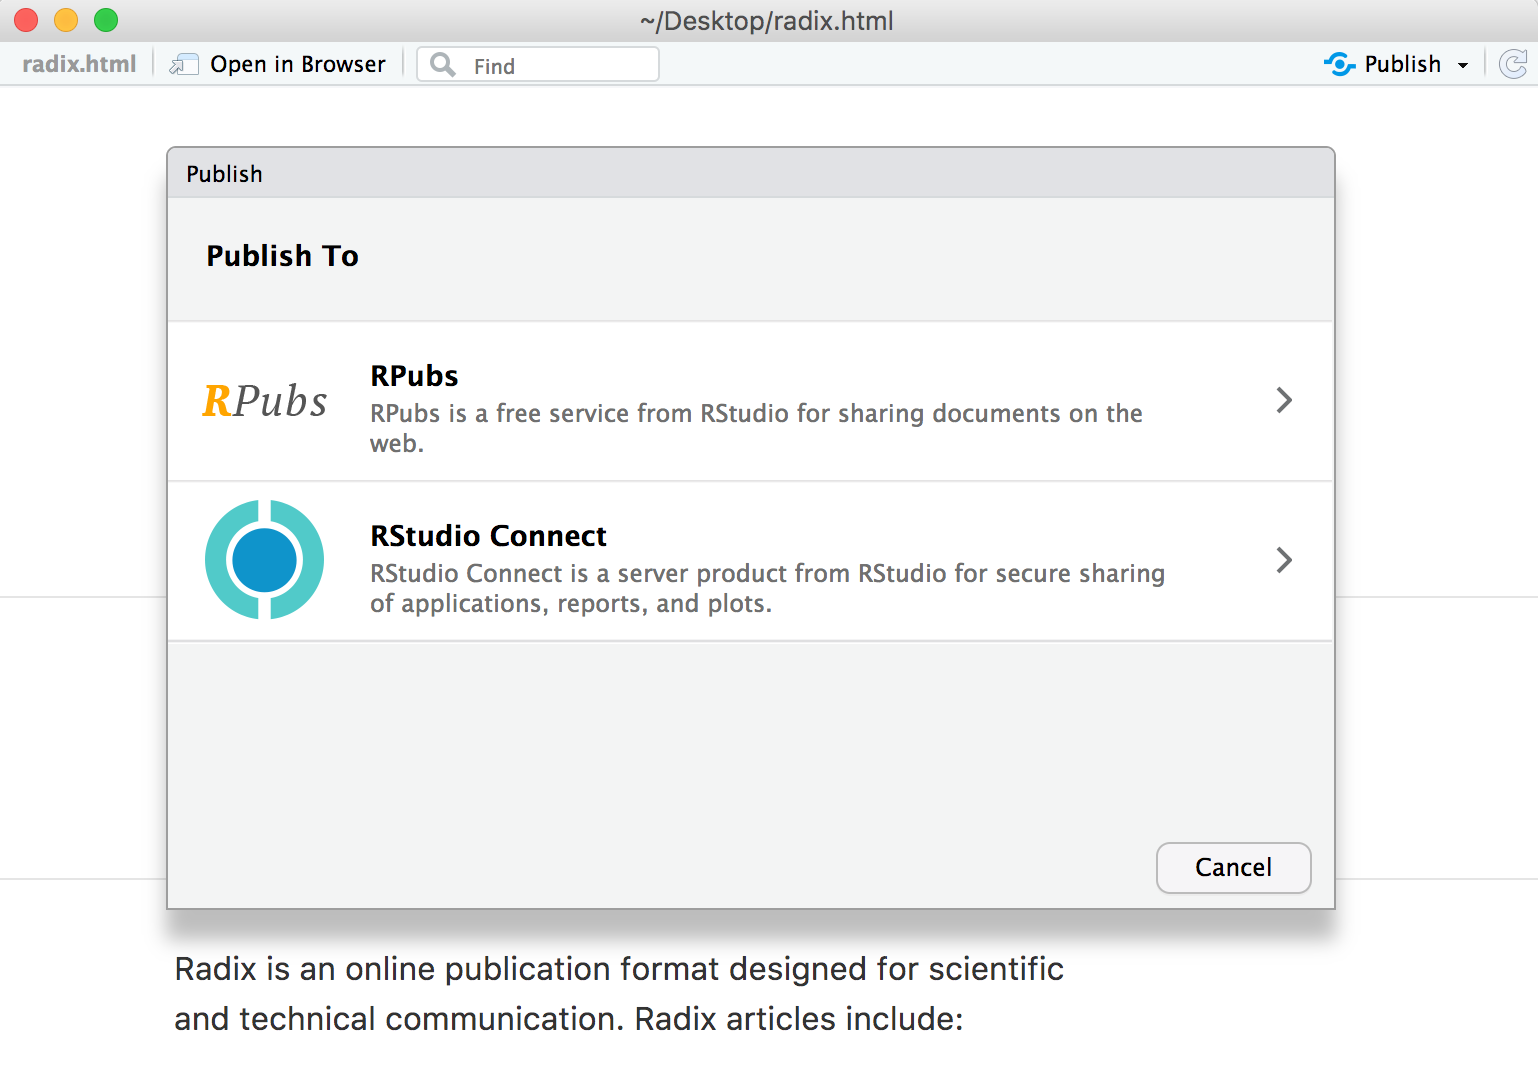 ~/Desktop/radix.html
radix.html
Open in Browser
Find
Publish
Publish
Publish To
RPubs
RPubs
RPubs is a free service from RStudio for sharing documents on the
web.
RStudio Connect
RStudio Connect is a server product from RStudio for secure sharing
of applications, reports, and plots.
Cancel
Radix is an online publication format designed for scientific
and technical communication. Radix articles include: